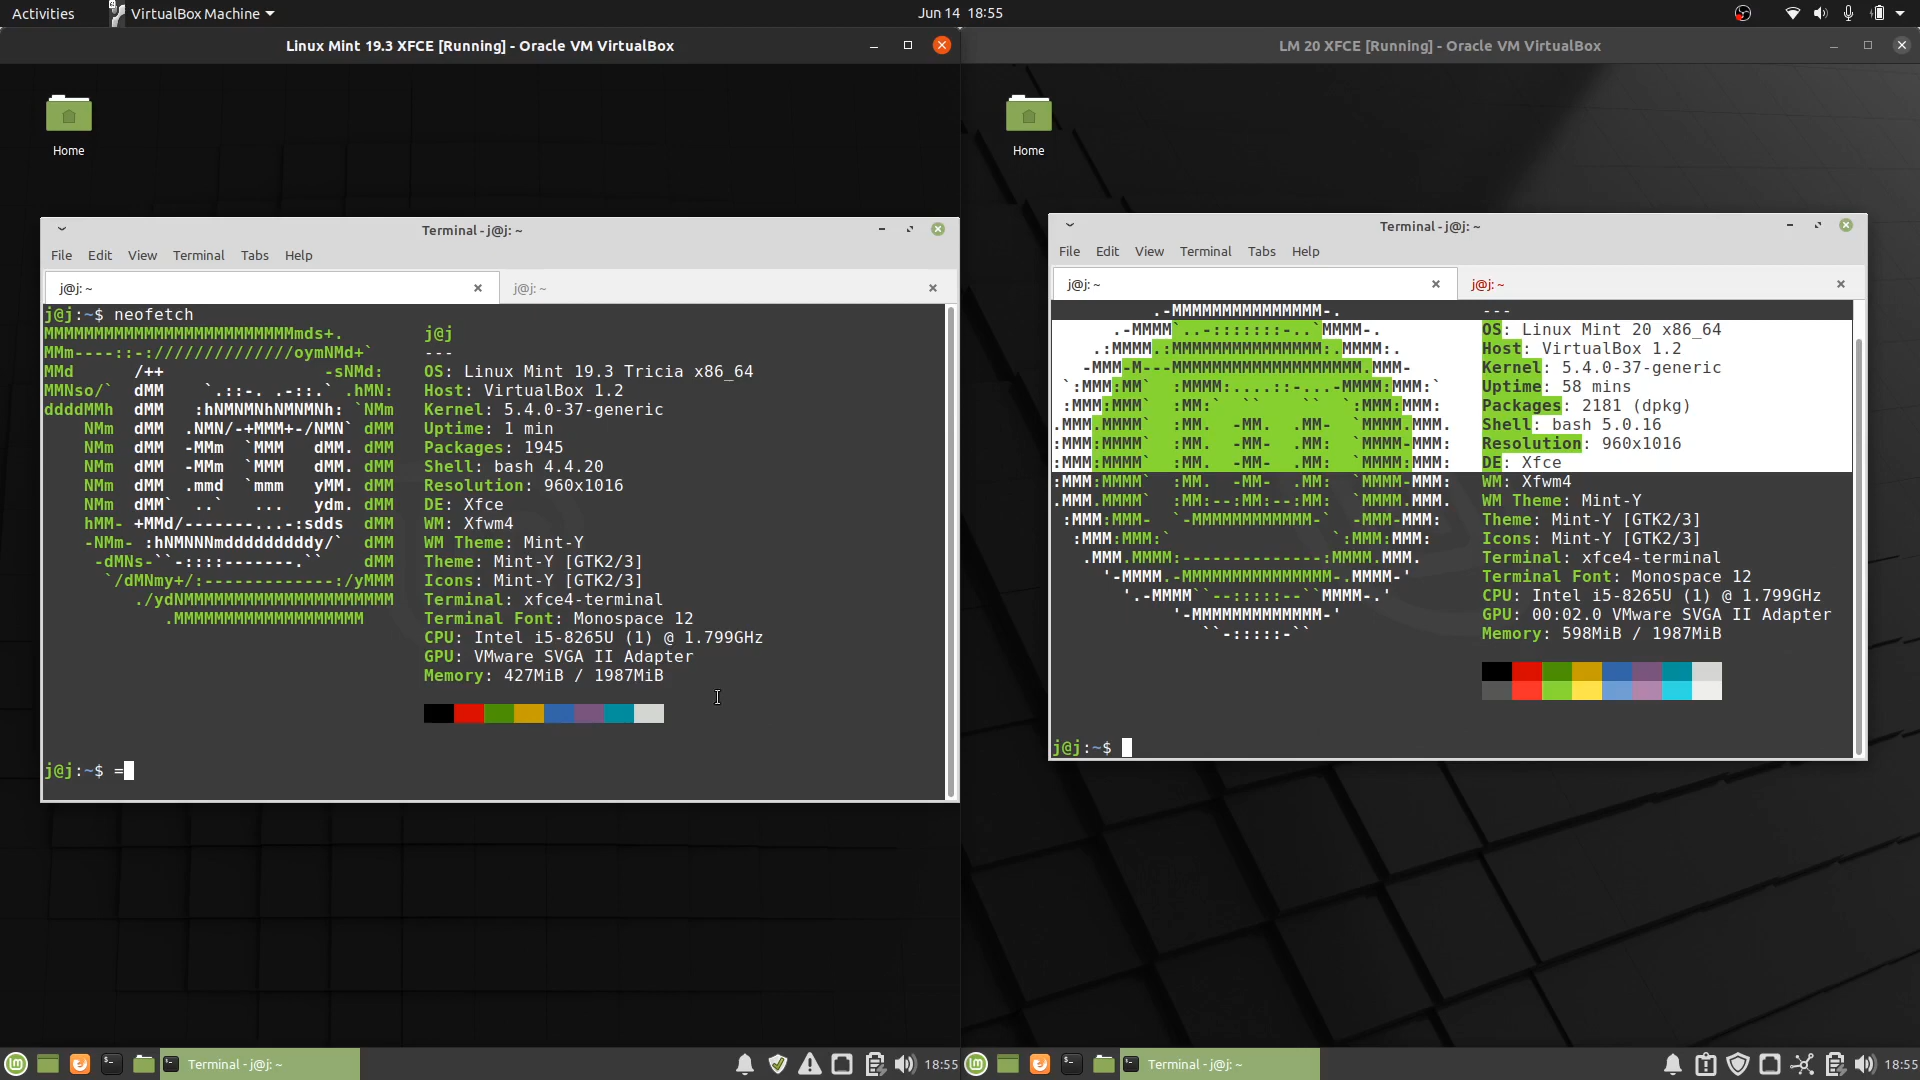 Activities
VirtualBox Machine
Jun 14 18:55
Linux Mint 19.3 XFCE [Running] - Oracle VM VirtualBox
Home
Terminal - j@j: ~
File Edit View Terminal Tabs Help
j@j: ~
j@j: ~
j@j:~$ neofetch
j@j
---
OS: Linux Mint 19.3 Tricia x86_64
Host: VirtualBox 1.2
Kernel: 5.4.0-37-generic
Uptime: 1 min
Packages: 1945
Shell: bash 4.4.20
Resolution: 960x1016
DE: Xfce
WM: Xfwm4
WM Theme: Mint-Y
Theme: Mint-Y [GTK2/3]
Icons: Mint-Y [GTK2/3]
Terminal: xfce4-terminal
Terminal Font: Monospace 12
CPU: Intel i5-8265U (1) @ 1.799GHz
GPU: VMware SVGA II Adapter
Memory: 427MiB / 1987MiB
j@j:~$ =
Terminal - j@j: ~
18:55
LM 20 XFCE [Running] - Oracle VM VirtualBox
Home
Terminal - j@j: ~
File Edit View Terminal Tabs Help
j@j: ~
j@j: ~
---
OS: Linux Mint 20 x86_64
Host: VirtualBox 1.2
Kernel: 5.4.0-37-generic
Uptime: 58 mins
Packages: 2181 (dpkg)
Shell: bash 5.0.16
Resolution: 960x1016
DE: Xfce
WM: Xfwm4
WM Theme: Mint-Y
Theme: Mint-Y [GTK2/3]
Icons: Mint-Y [GTK2/3]
Terminal: xfce4-terminal
Terminal Font: Monospace 12
CPU: Intel i5-8265U (1) @ 1.799GHz
GPU: 00:02.0 VMware SVGA II Adapter
Memory: 598MiB / 1987MiB
j@j:~$
Terminal - j@j: ~
18:55